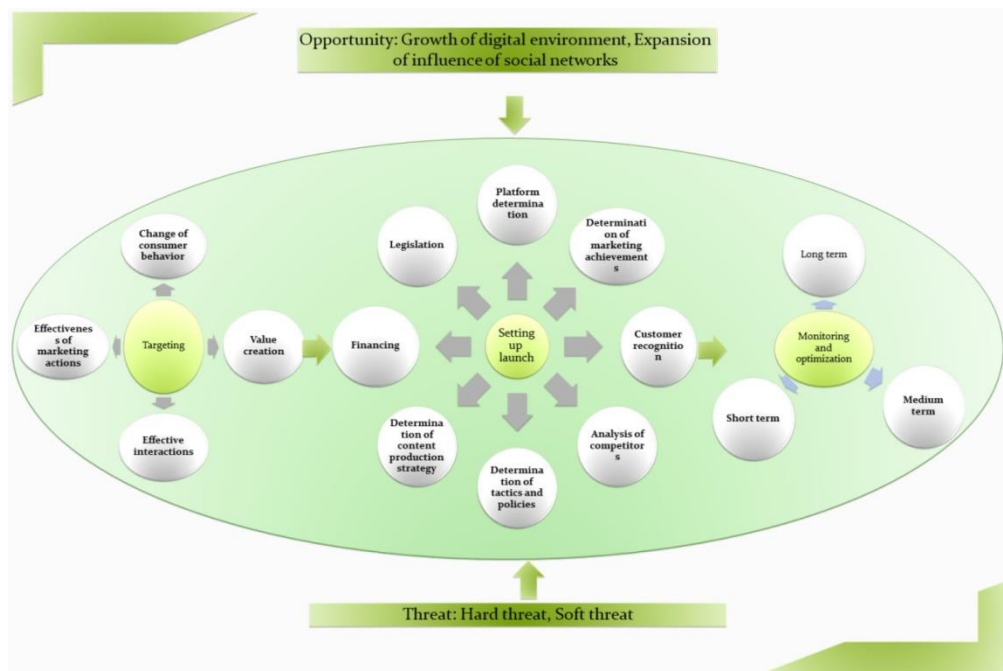 Opportunity: Growth of digital environment, Expansion
of influence of social networks
Change of
consumer
behavior
Effectivenes
s of
marketing
actions
Targeting
Value
creation
Effective
interactions
Legislation
Platform
determina
tion
Determinati
on of
marketing
achievement
s
Financing
Setting
up
launch
Customer
recognitio
n
Determina
tion of
content
production
strategy
Determina
tion of
tactics and
policies
Analysis of
competitor
s
Long term
Monitoring
and
optimization
Short term
Medium
term
Threat: Hard threat, Soft threat